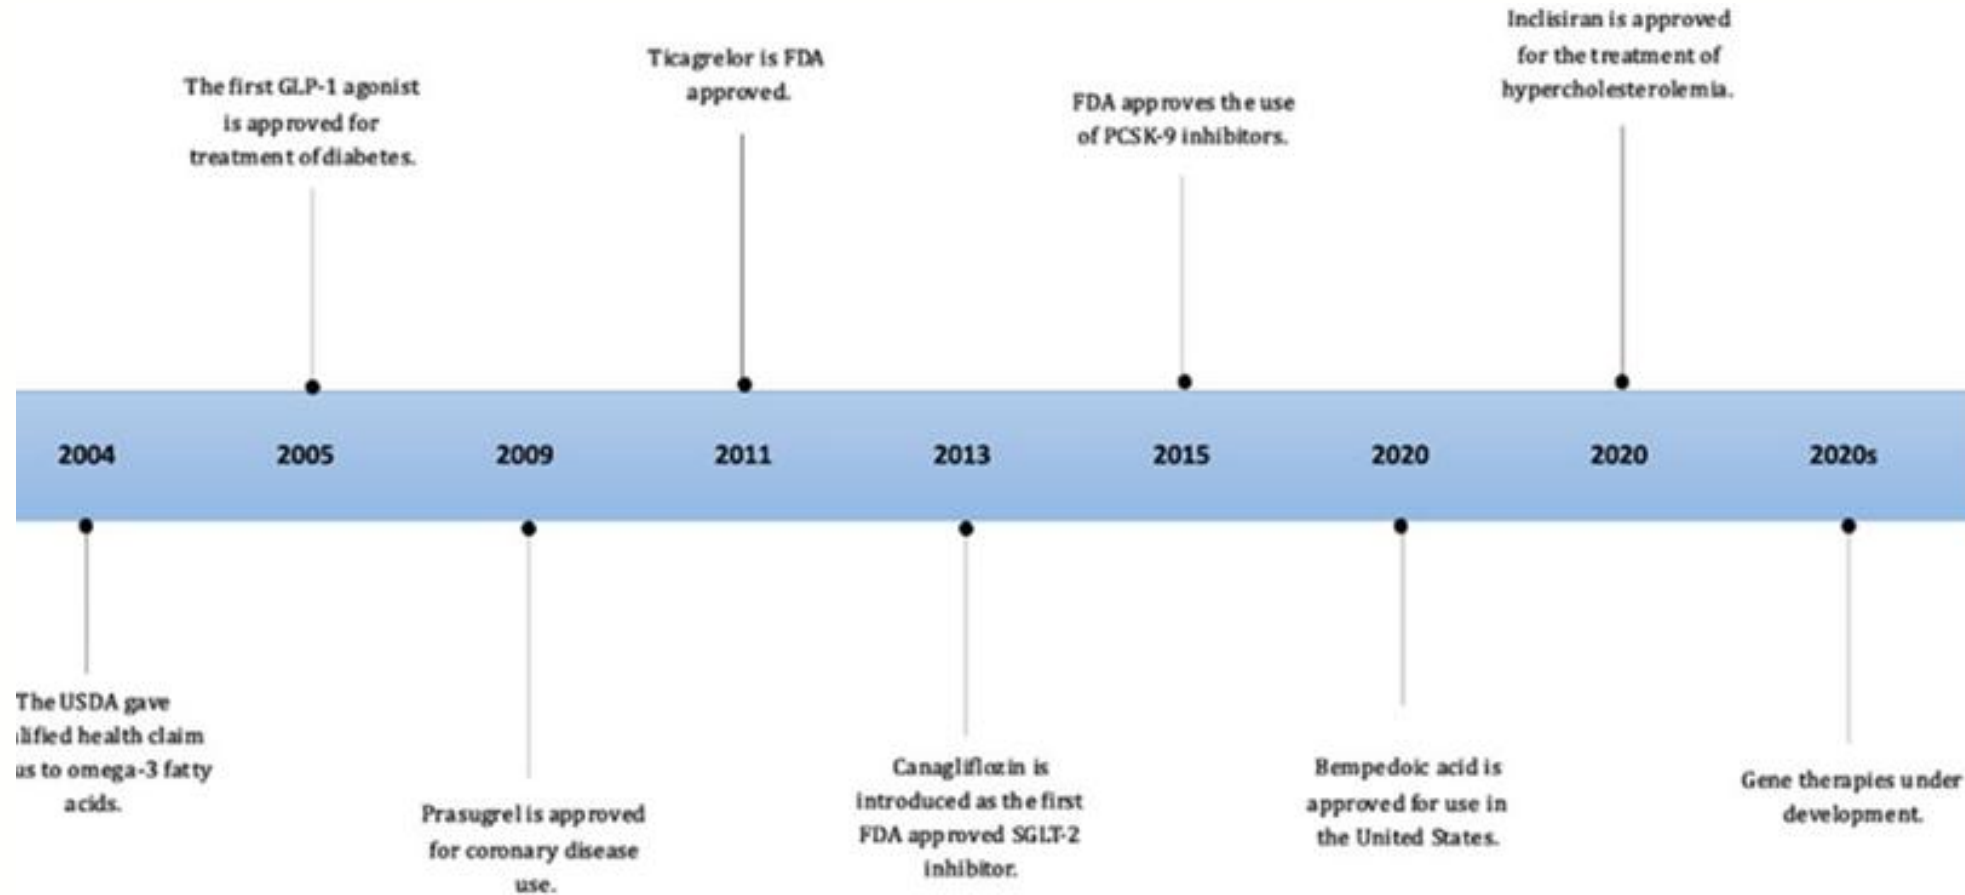 The first GLP-1 agonist
is approved for
treatment of diabetes.
Ticagrelor is FDA
approved.
FDA approves the use
of PCSK-9 inhibitors.
Inclisiran is approved
for the treatment of
hypercholesterolemia.
2004
2005
2009
2011
2013
2015
2020
2020
2020s
The USDA gave
health claim
to omega-3 fatty
acids.
Prasugrel is approved
for coronary disease
use.
Canagliflozin is
introduced as the first
FDA approved SGLT-2
inhibitor.
Bempedoic acid is
approved for use in
the United States.
Gene therapies under
development.